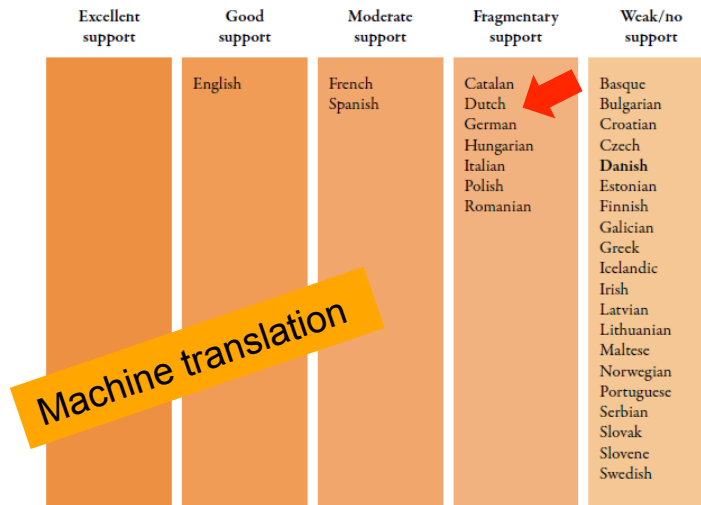 Excellent support
Good support
Moderate support
Fragmentary support
Weak/no support
English
French
Spanish
Catalan
Dutch
German
Hungarian
Italian
Polish
Romanian
Basque
Bulgarian
Croatian
Czech
Danish
Estonian
Finnish
Galician
Greek
Icelandic
Irish
Latvian
Lithuanian
Maltese
Norwegian
Portuguese
Serbian
Slovak
Slovene
Swedish
Machine translation